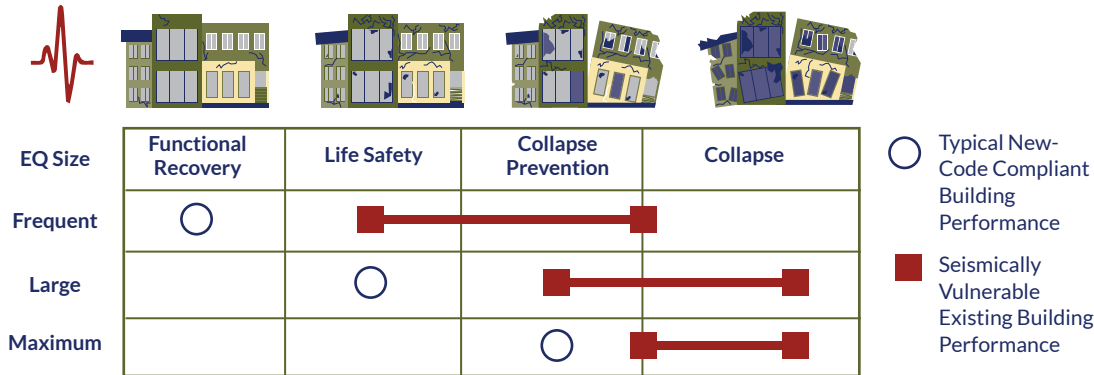 EQ Size
Functional
Recovery
Life Safety
Collapse
Prevention
Collapse
Frequent
Large
Maximum
Typical New-
Code Compliant
Building
Performance
Seismically
Vulnerable
Existing Building
Performance